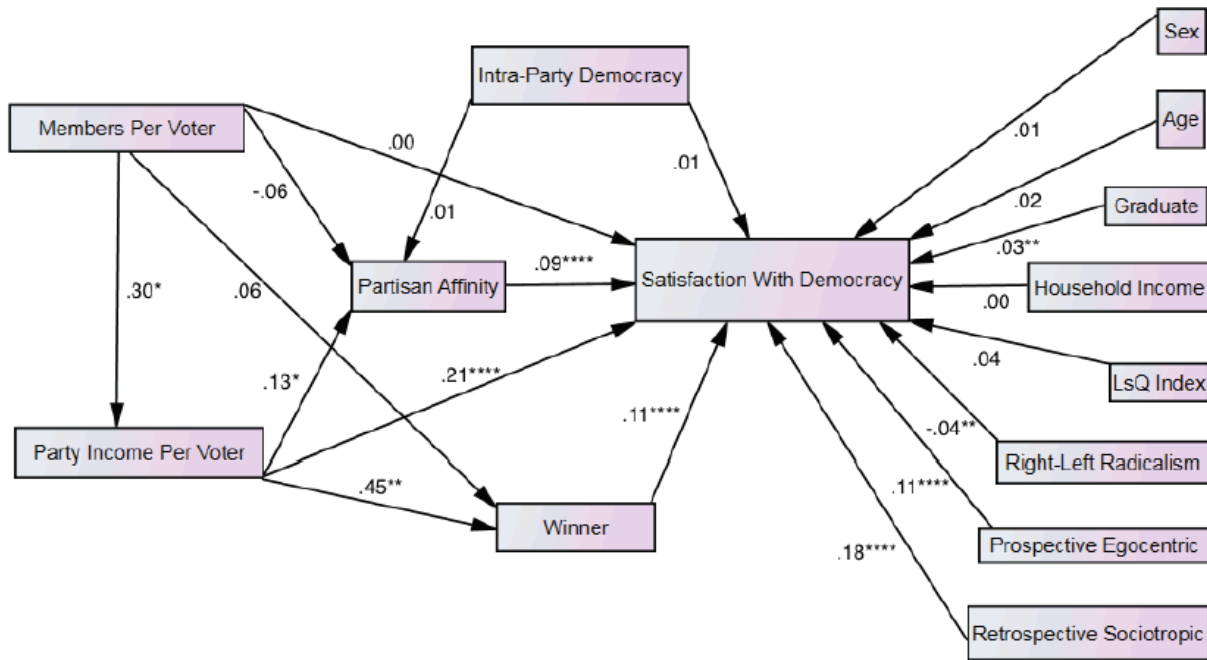 Sex
Intra-Party Democracy
Members Per Voter
Age
.00
.01
.01
-.06
.02
Graduate
.01
.03**
.09****
Satisfaction With Democracy
Partisan Affinity
Household Income
.30*
.06
.00
.13*
.21****
.04
LsQ Index
.11****
-.04**
Party Income Per Voter
Right-Left Radicalism
.45**
.11****
Winner
Prospective Egocentric
.18****
Retrospective Sociotropic